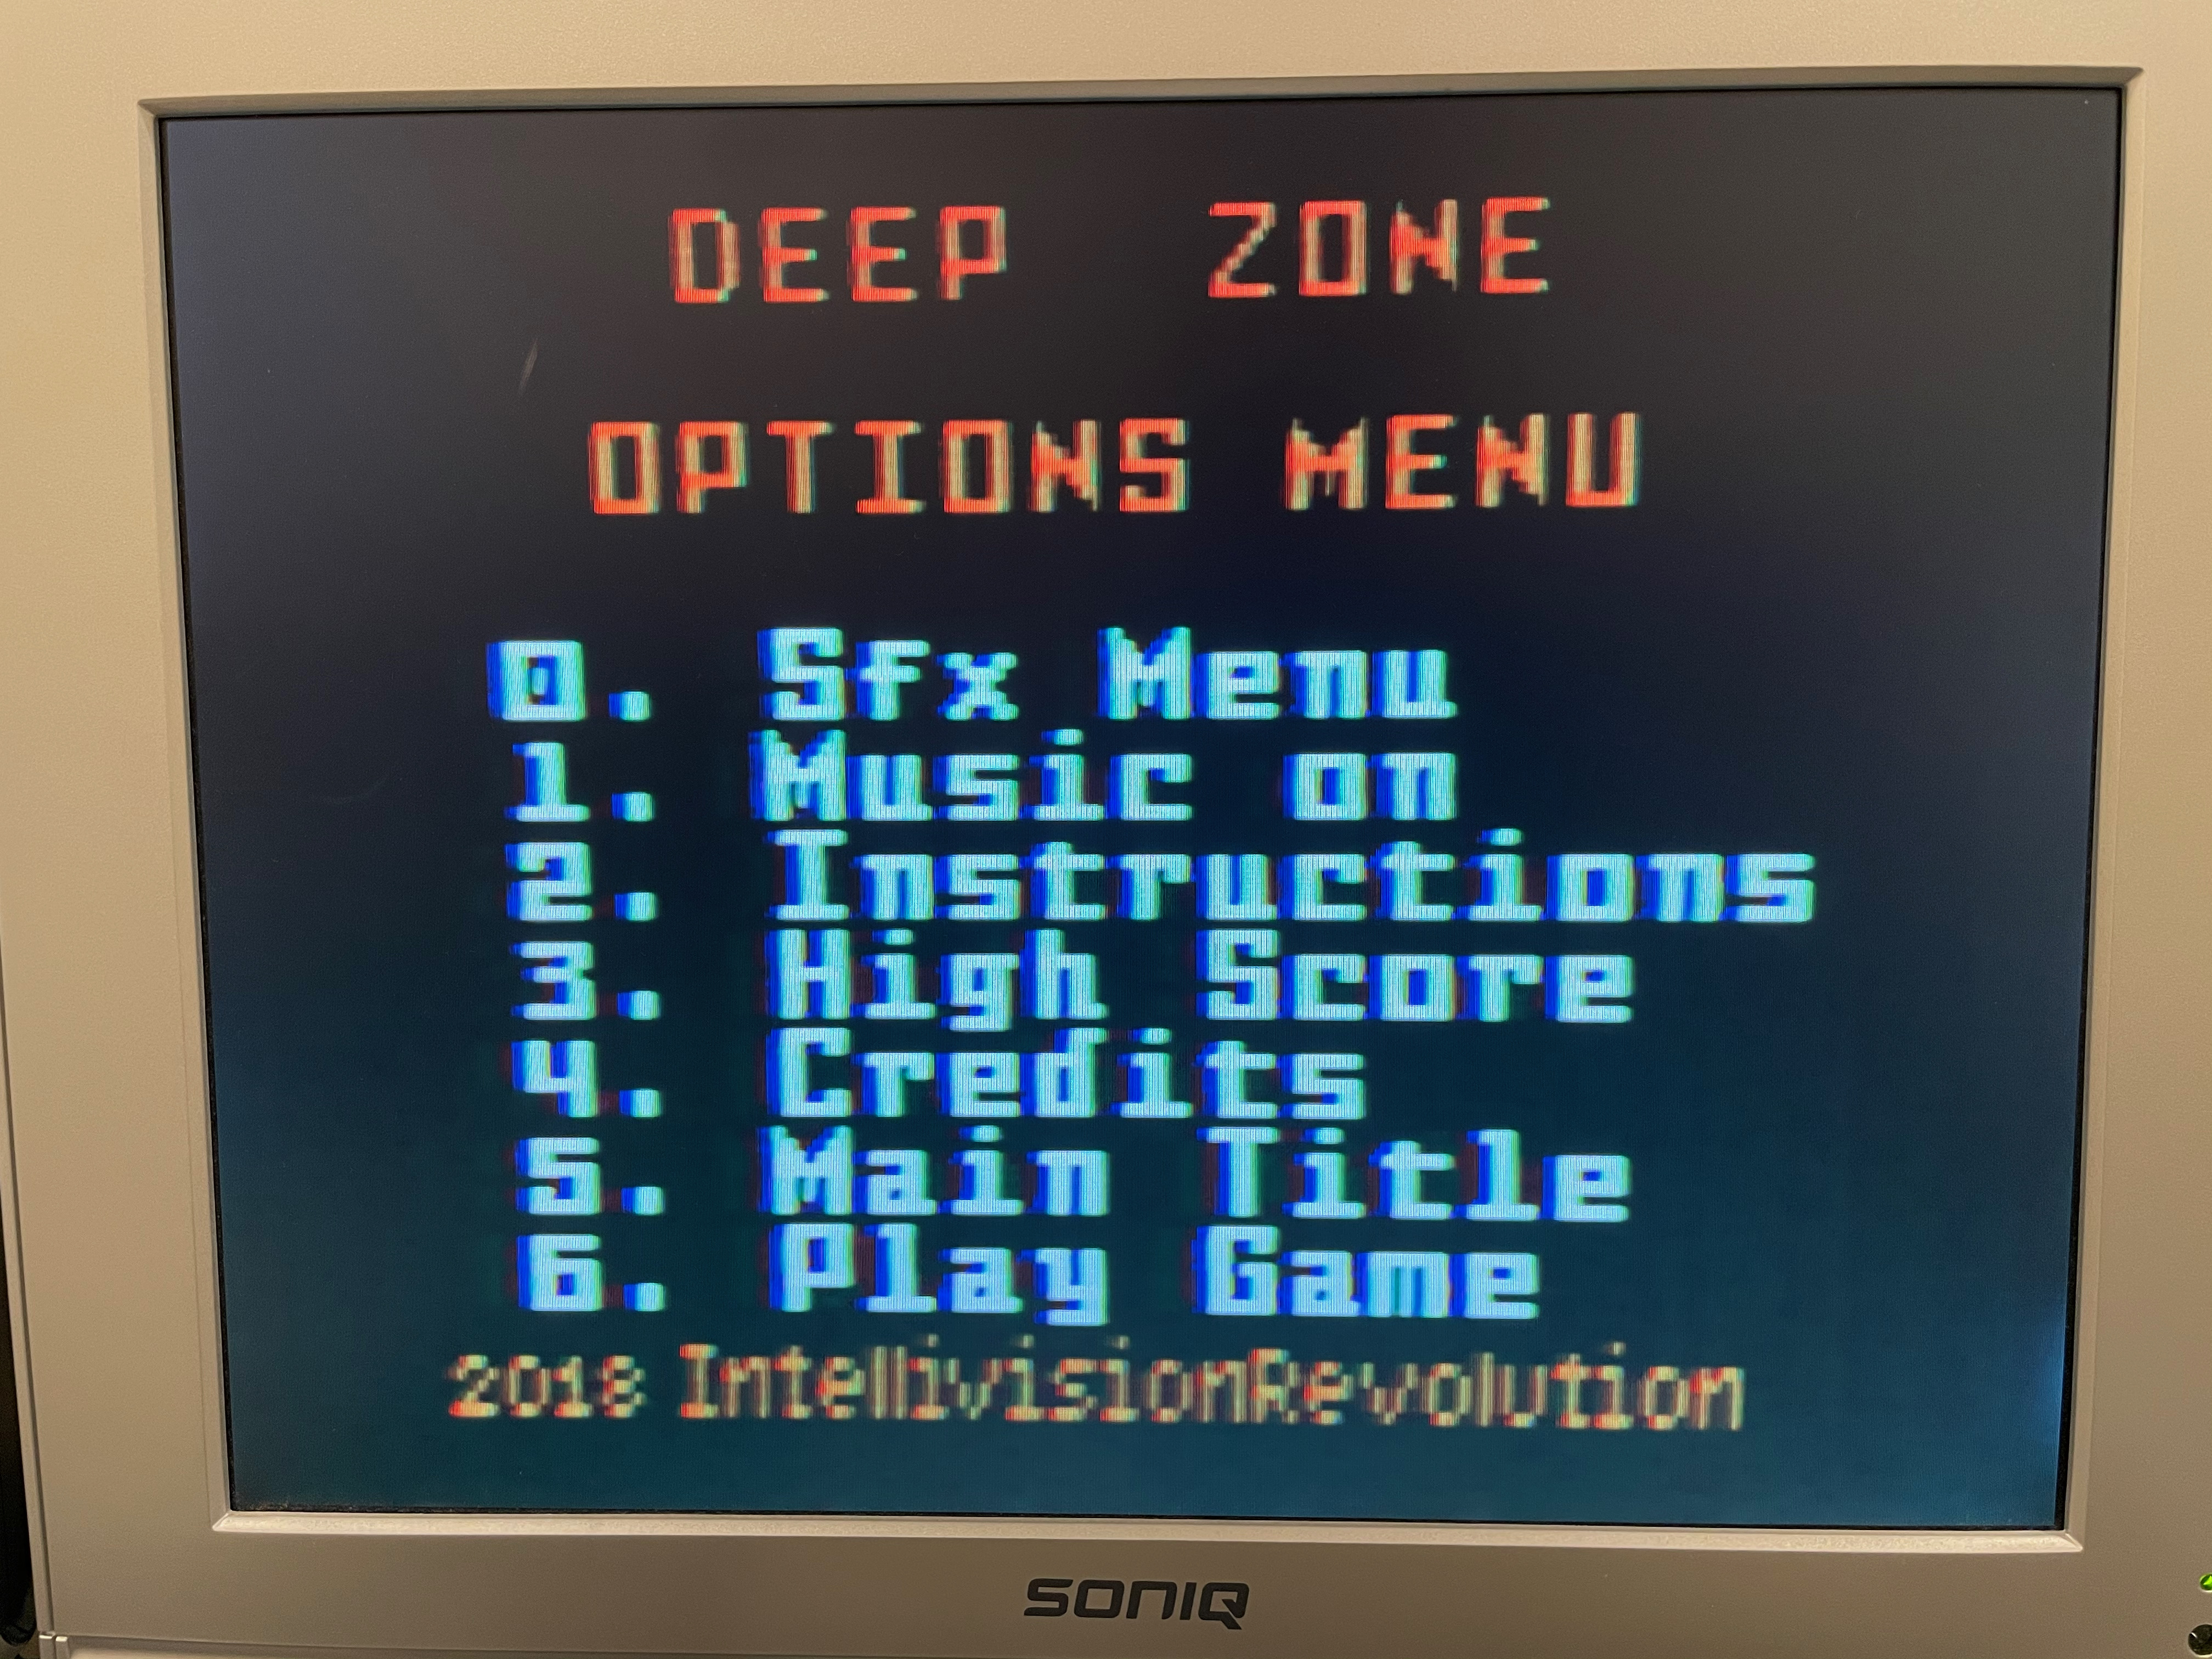 DEEP ZONE
OPTIONS MENU
0. Sfx Menu
1. Music on
2. Instructions
3. High Score
4. Credits
5. Main Title
6. Play Game
2018 IntellivisionRevolution
SONIQ